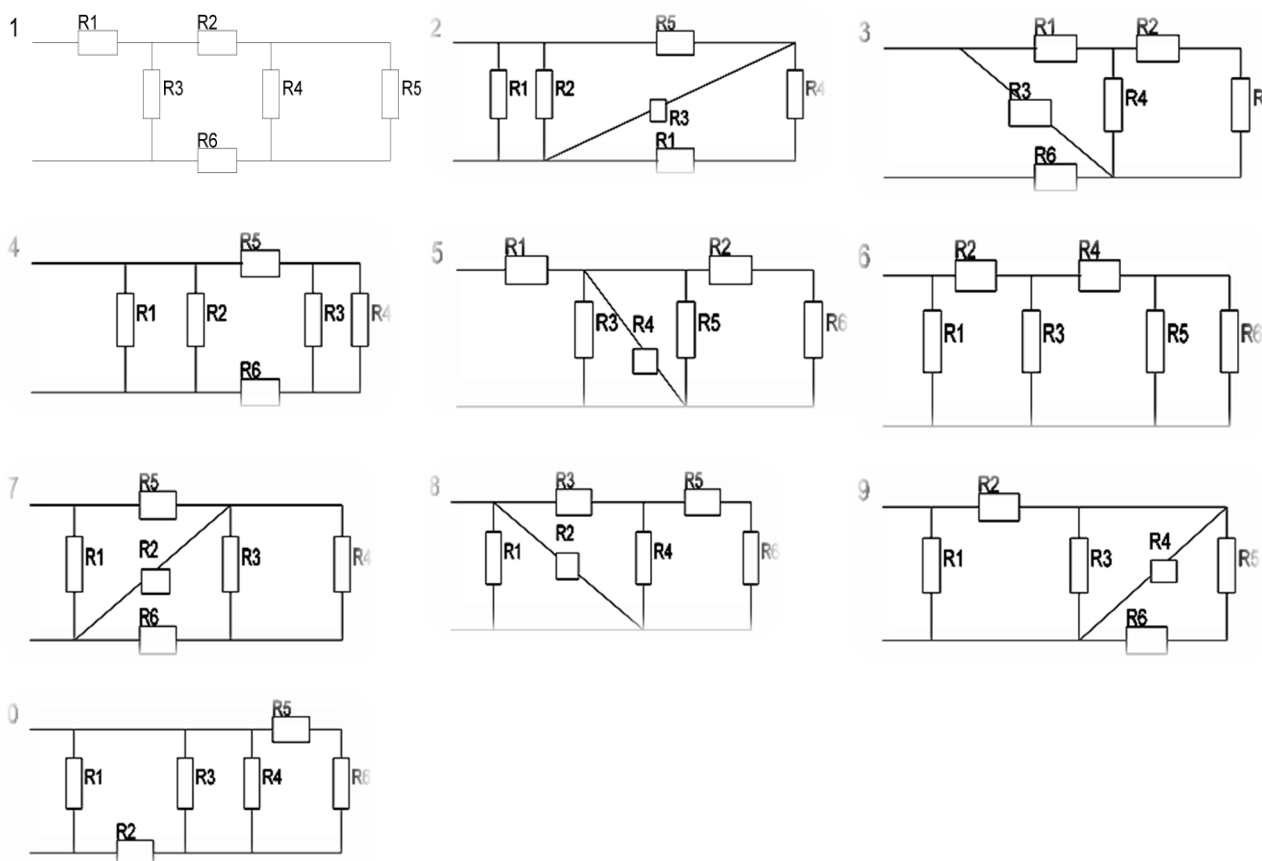 1
R1 R2
R3 R4 R5
R6
2
R5
R1 R2 R4
R3
R1
3
R1 R2
R3 R4 R
R6
4
R5
R1 R2 R3 R4
R6
5
R1 R2
R3 R4 R5 R6
6
R2 R4
R1 R3 R5 R6
7
R5
R1 R2 R3 R4
R6
8
R3 R5
R1 R2 R4 R6
9
R2
R1 R3 R4 R5
R6
0
R5
R1 R3 R4 R6
R2